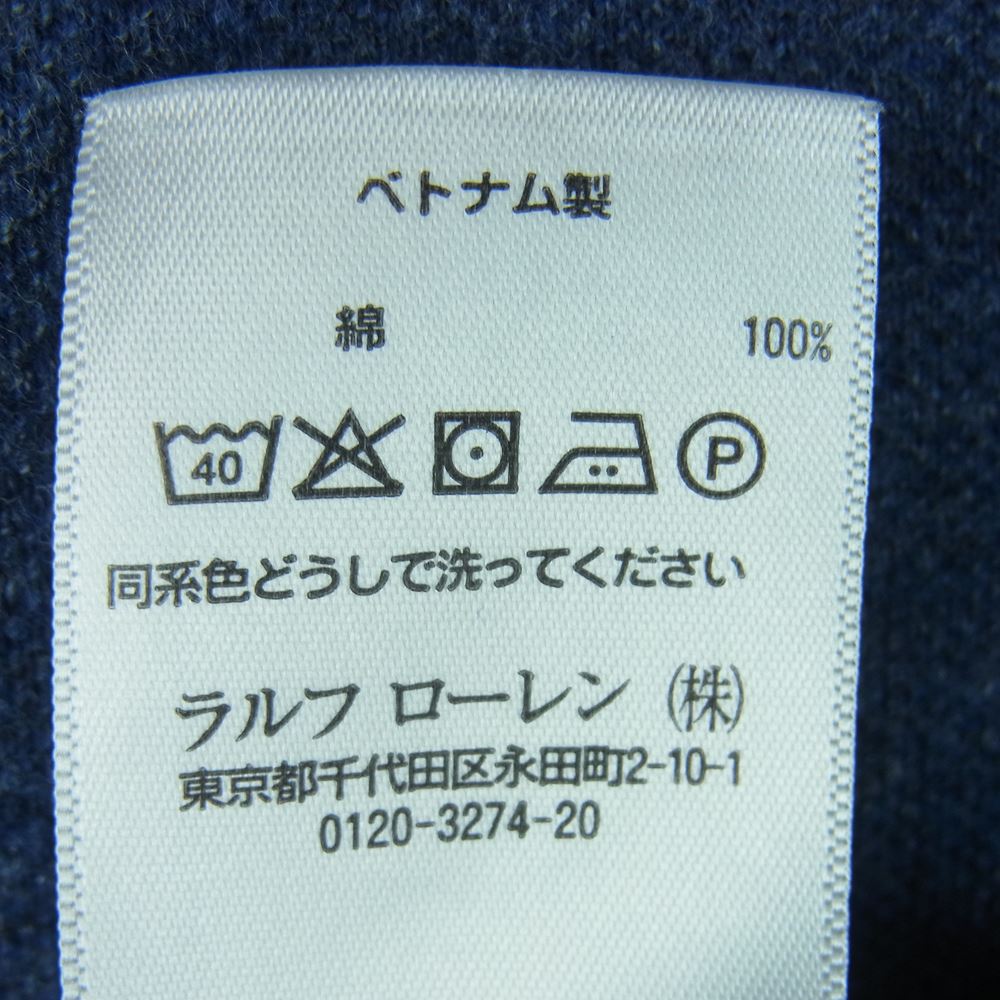 ベトナム製
綿 100%
40 P
同系色どうしで洗ってください
ラルフ ローレン (株)
東京都千代田区永田町2-10-1
0120-3274-20